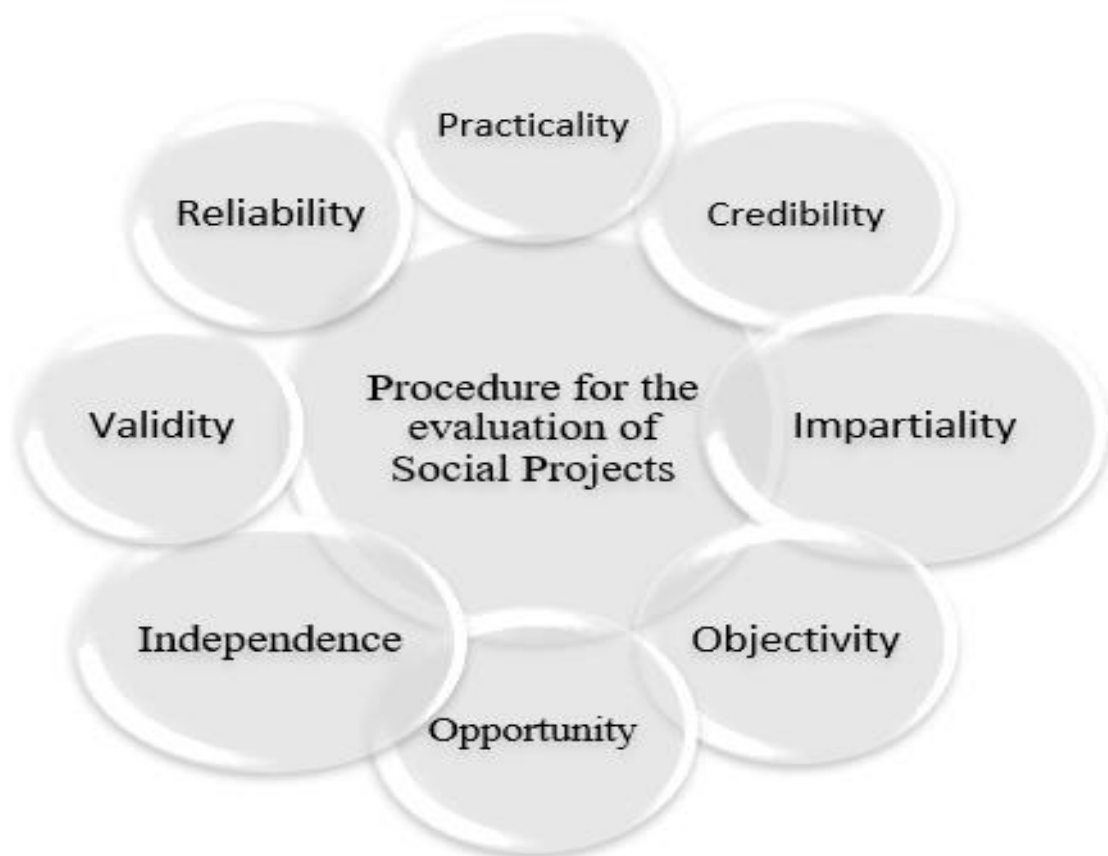 Practicality
Reliability
Credibility
Procedure for the
evaluation of
Social Projects
Validity
Impartiality
Independence
Objectivity
Opportunity